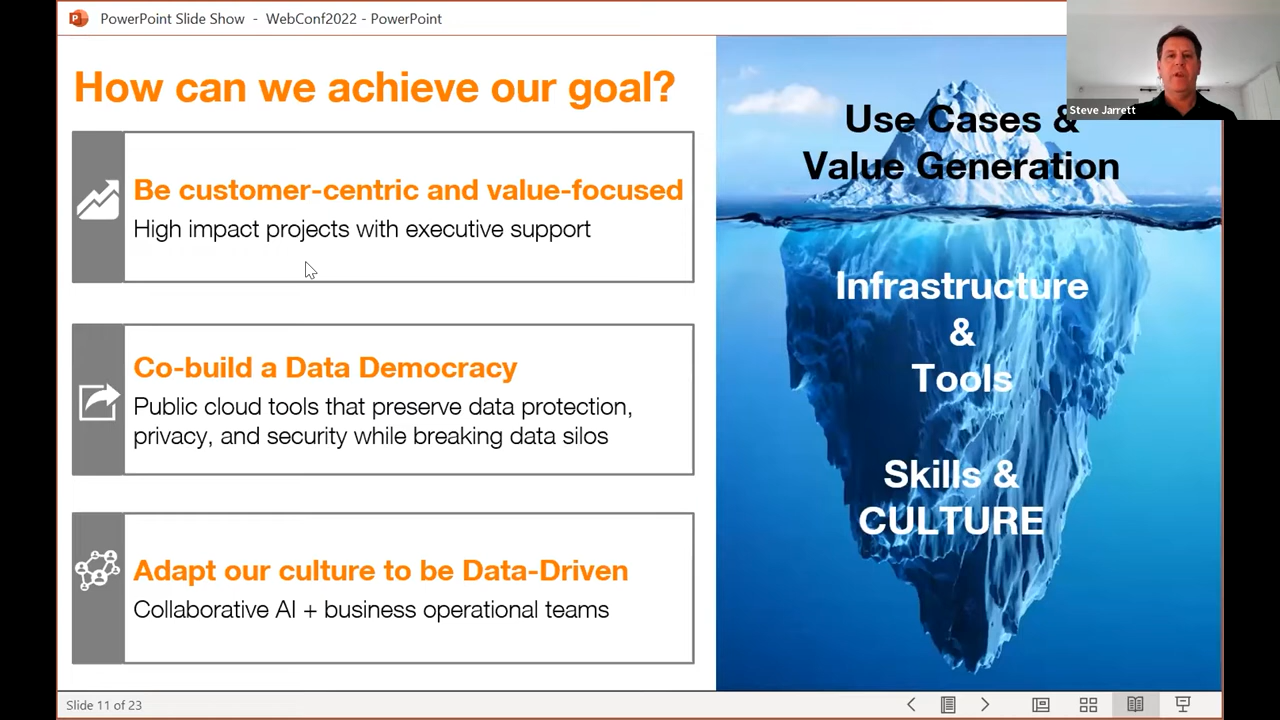 PowerPoint Slide Show - WebConf2022 - PowerPoint
How can we achieve our goal?
Be customer-centric and value-focused
High impact projects with executive support
Co-build a Data Democracy
Public cloud tools that preserve data protection,
privacy, and security while breaking data silos
Adapt our culture to be Data-Driven
Collaborative AI + business operational teams
Use Cases &
Value Generation
Infrastructure
&
Tools
Skills &
CULTURE
Steve Jarrett
Slide 11 of 23